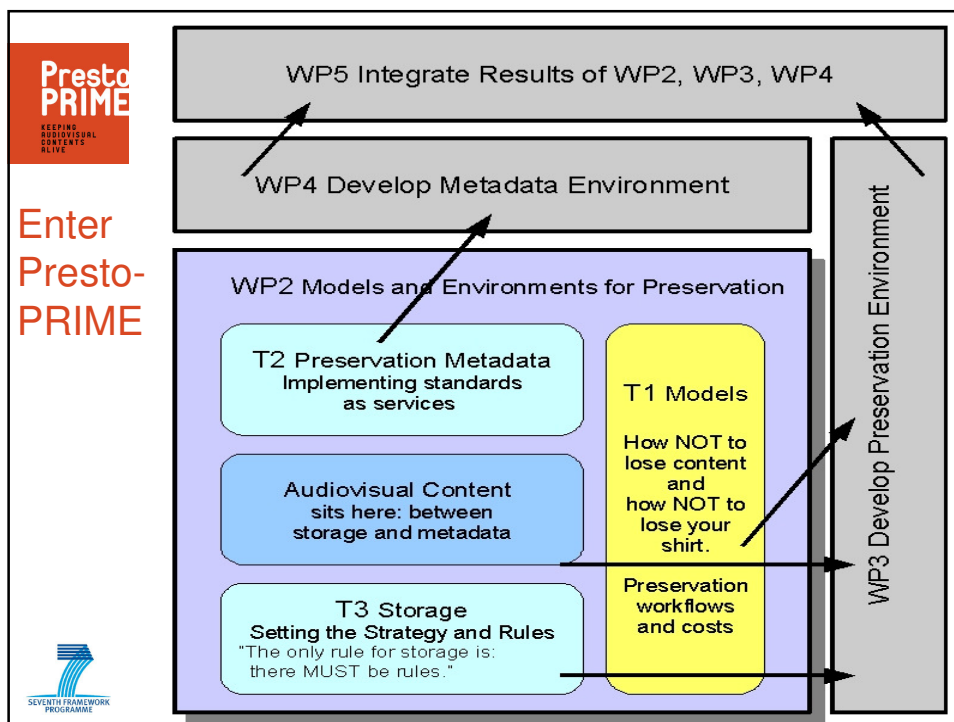 Presto
PRIME
KEEPING
AUDIOVISUAL
CONTENTS
ALIVE
Enter
Presto-
PRIME
WP5 Integrate Results of WP2, WP3, WP4
WP4 Develop Metadata Environment
WP2 Models and Environments for Preservation
T2 Preservation Metadata
Implementing standards
as services
Audiovisual Content
sits here: between
storage and metadata
T3 Storage
Setting the Strategy and Rules
"The only rule for storage is:
there MUST be rules."
T1 Models
How NOT to
lose content
and
how NOT to
lose your
shirt.
Preservation
workflows
and costs
WP3 Develop Preservation Environment
SEVENTH FRAMEWORK
PROGRAMME